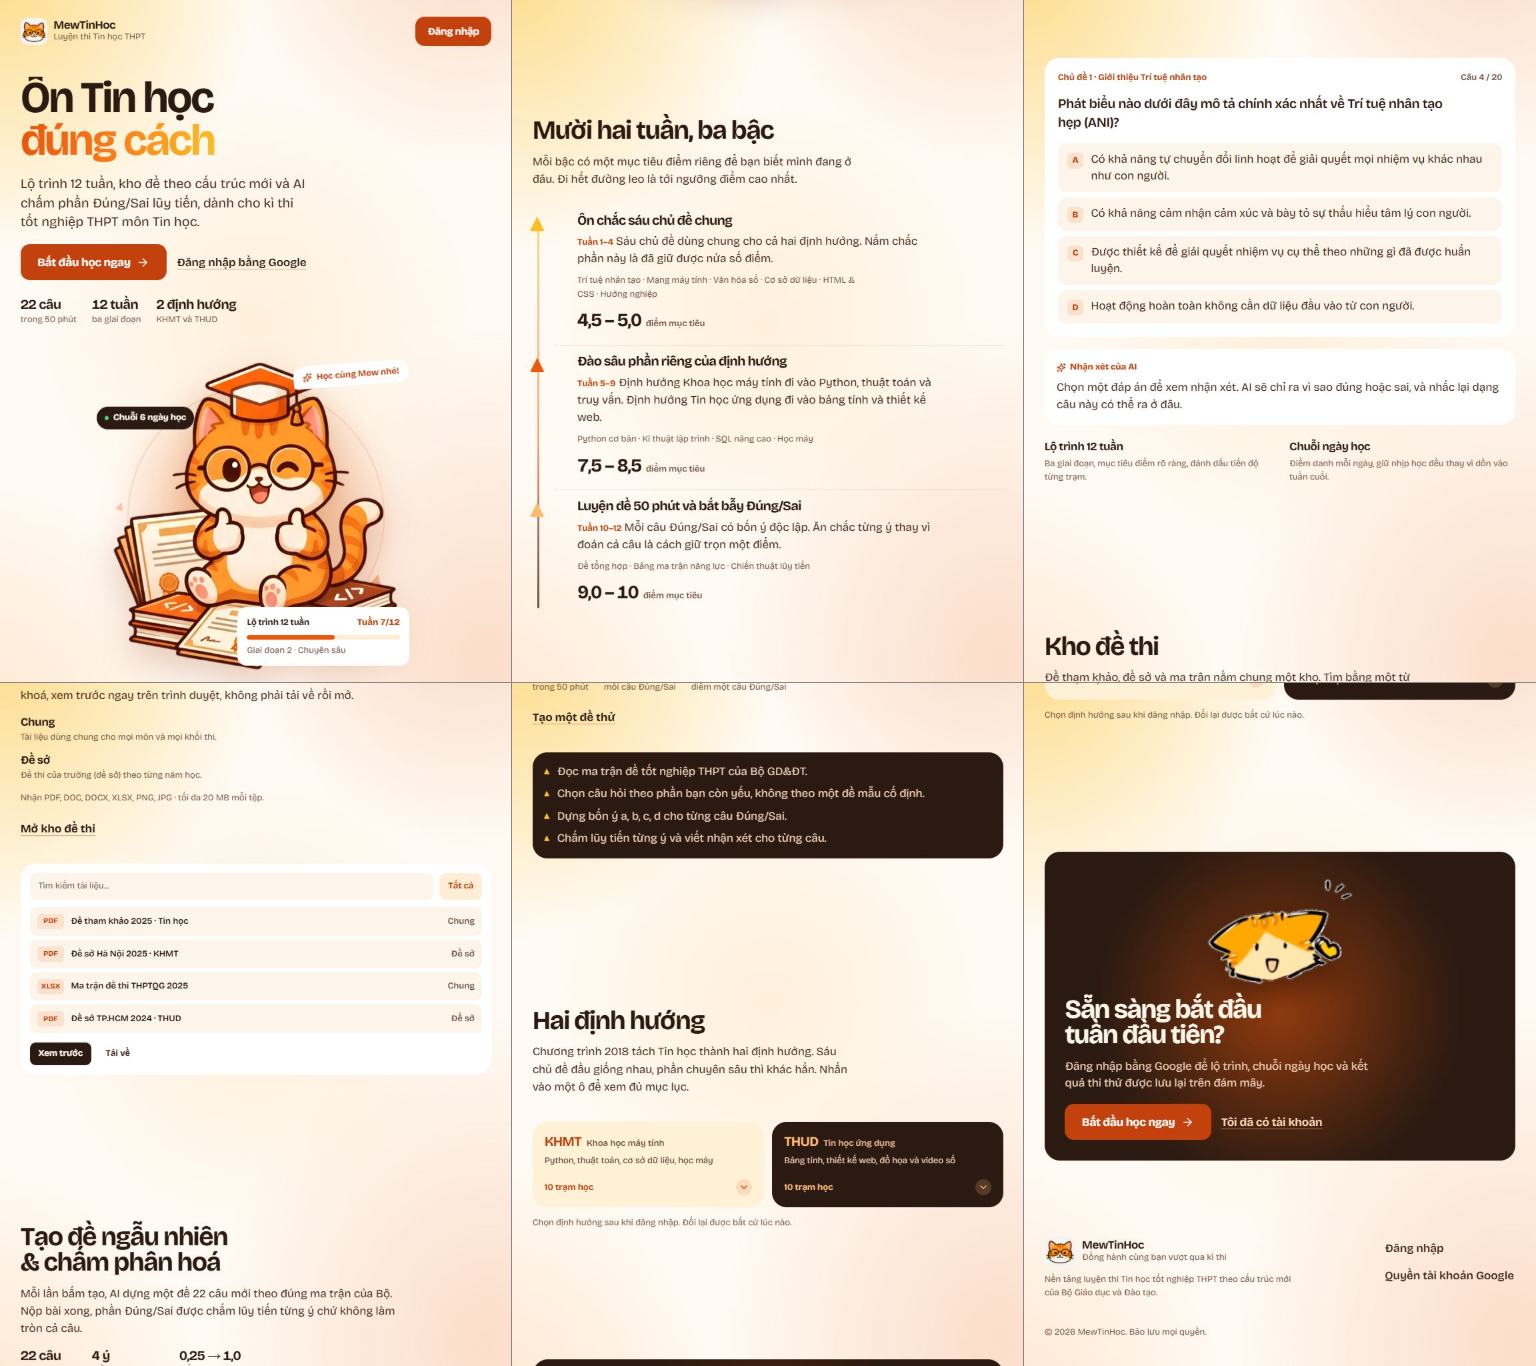 MewTinHoc
Luyện thi Tin học THPT
Đăng nhập
Ôn Tin học
đúng cách
Lộ trình 12 tuần, kho đề theo cấu trúc mới và AI
chấm phần Đúng/Sai lũy tiến, dành cho kì thi
tốt nghiệp THPT môn Tin học.
Bắt đầu học ngay →
Đăng nhập bằng Google
22 câu
trong 50 phút
12 tuần
ba giai đoạn
2 định hướng
KHMT và THUD
Học cùng Mew nhé!
Chuỗi 6 ngày học
</>
</>
Lộ trình 12 tuần
Tuần 7/12
Giai đoạn 2 · Chuyên sâu
Mười hai tuần, ba bậc
Mỗi bậc có một mục tiêu điểm riêng để bạn biết mình đang ở
đâu. Đi hết đường leo là tới ngưỡng điểm cao nhất.
Ôn chắc sáu chủ đề chung
Tuần 1–4 Sáu chủ đề dùng chung cho cả hai định hướng. Nắm chắc
phần này là đã giữ được nửa số điểm.
Trí tuệ nhân tạo · Mạng máy tính · Văn hóa số · Cơ sở dữ liệu · HTML &
CSS · Hướng nghiệp
4,5 – 5,0 điểm mục tiêu
Đào sâu phần riêng của định hướng
Tuần 5–9 Định hướng Khoa học máy tính đi vào Python, thuật toán và
truy vấn. Định hướng Tin học ứng dụng đi vào bảng tính và thiết kế
web.
Python cơ bản · Kĩ thuật lập trình · SQL nâng cao · Học máy
7,5 – 8,5 điểm mục tiêu
Luyện đề 50 phút và bắt bẫy Đúng/Sai
Tuần 10–12 Mỗi câu Đúng/Sai có bốn ý độc lập. Ăn chắc từng ý thay vì
đoán cả câu là cách giữ trọn một điểm.
Đề tổng hợp · Bảng ma trận năng lực · Chiến thuật lũy tiến
9,0 – 10 điểm mục tiêu
Chủ đề 1 · Giới thiệu Trí tuệ nhân tạo
Câu 4 / 20
Phát biểu nào dưới đây mô tả chính xác nhất về Trí tuệ nhân tạo
hẹp (ANI)?
A Có khả năng tự chuyển đổi linh hoạt để giải quyết mọi nhiệm vụ khác nhau
như con người.
B Có khả năng cảm nhận cảm xúc và bày tỏ sự thấu hiểu tâm lý con người.
C Được thiết kế để giải quyết nhiệm vụ cụ thể theo những gì đã được huấn
luyện.
D Hoạt động hoàn toàn không cần dữ liệu đầu vào từ con người.
Nhận xét của AI
Chọn một đáp án để xem nhận xét. AI sẽ chỉ ra vì sao đúng hoặc sai, và nhắc lại dạng
câu này có thể ra ở đâu.
Lộ trình 12 tuần
Ba giai đoạn, mục tiêu điểm rõ ràng, đánh dấu tiến độ
từng trạm.
Chuỗi ngày học
Điểm danh mỗi ngày, giữ nhịp học đều thay vì dồn vào
tuần cuối.
Kho đề thi
Đề tham khảo, đề sở và ma trận nằm chung một kho. Tìm bằng một từ
khoá, xem trước ngay trên trình duyệt, không phải tải về rồi mở.
Chung
Tài liệu dùng chung cho mọi môn và mọi khối thi.
Đề sở
Đề thi của trường (đề sở) theo từng năm học.
Nhận PDF, DOC, DOCX, XLSX, PNG, JPG · tối đa 20 MB mỗi tệp.
Mở kho đề thi
Tìm kiếm tài liệu...
Tất cả
PDF Đề tham khảo 2025 · Tin học Chung
PDF Đề sở Hà Nội 2025 · KHMT Đề sở
XLSX Ma trận đề thi THPTQG 2025 Chung
PDF Đề sở TP.HCM 2024 · THUD Đề sở
Xem trước
Tải về
Tạo đề ngẫu nhiên
& chấm phân hoá
Mỗi lần bấm tạo, AI dựng một đề 22 câu mới theo đúng ma trận của Bộ.
Nộp bài xong, phần Đúng/Sai được chấm lũy tiến từng ý chứ không làm
tròn cả câu.
22 câu
4 ý
0,25 → 1,0
trong 50 phút
mỗi câu Đúng/Sai
điểm một câu Đúng/Sai
Tạo một đề thử
Đọc ma trận đề tốt nghiệp THPT của Bộ GD&ĐT.
Chọn câu hỏi theo phần bạn còn yếu, không theo một đề mẫu cố định.
Dựng bốn ý a, b, c, d cho từng câu Đúng/Sai.
Chấm lũy tiến từng ý và viết nhận xét cho từng câu.
Hai định hướng
Chương trình 2018 tách Tin học thành hai định hướng. Sáu
chủ đề đầu giống nhau, phần chuyên sâu thì khác hẳn. Nhấn
vào một ô để xem đủ mục lục.
KHMT Khoa học máy tính
Python, thuật toán, cơ sở dữ liệu, học máy
10 trạm học
THUD Tin học ứng dụng
Bảng tính, thiết kế web, đồ họa và video số
10 trạm học
Chọn định hướng sau khi đăng nhập. Đổi lại được bất cứ lúc nào.
Chọn định hướng sau khi đăng nhập. Đổi lại được bất cứ lúc nào.
Sẵn sàng bắt đầu
tuần đầu tiên?
Đăng nhập bằng Google để lộ trình, chuỗi ngày học và kết
quả thi thử được lưu lại trên đám mây.
Bắt đầu học ngay →
Tôi đã có tài khoản
MewTinHoc
Đồng hành cùng bạn vượt qua kì thi
Nền tảng luyện thi Tin học tốt nghiệp THPT theo cấu trúc mới
của Bộ Giáo dục và Đào tạo.
Đăng nhập
Quyền tài khoản Google
© 2026 MewTinHoc. Bảo lưu mọi quyền.